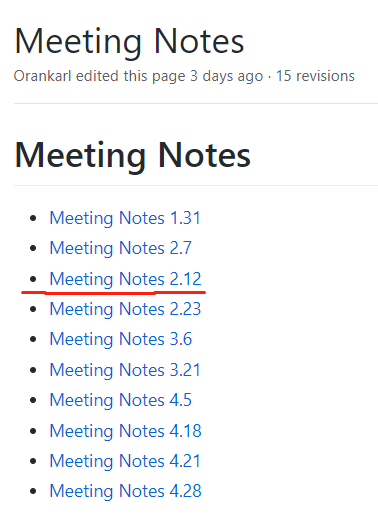 Meeting Notes
Orankarl edited this page 3 days ago · 15 revisions
Meeting Notes
Meeting Notes 1.31
Meeting Notes 2.7
Meeting Notes 2.12
Meeting Notes 2.23
Meeting Notes 3.6
Meeting Notes 3.21
Meeting Notes 4.5
Meeting Notes 4.18
Meeting Notes 4.21
Meeting Notes 4.28